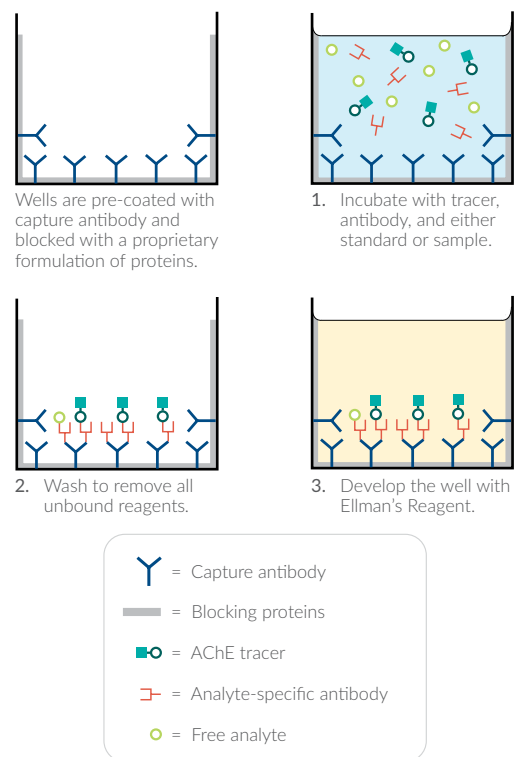 Wells are pre-coated with
capture antibody and
blocked with a proprietary
formulation of proteins.
1. Incubate with tracer,
antibody, and either
standard or sample.
2. Wash to remove all
unbound reagents.
3. Develop the well with
Ellman's Reagent.
= Capture antibody
= Blocking proteins
= AChE tracer
= Analyte-specific antibody
= Free analyte